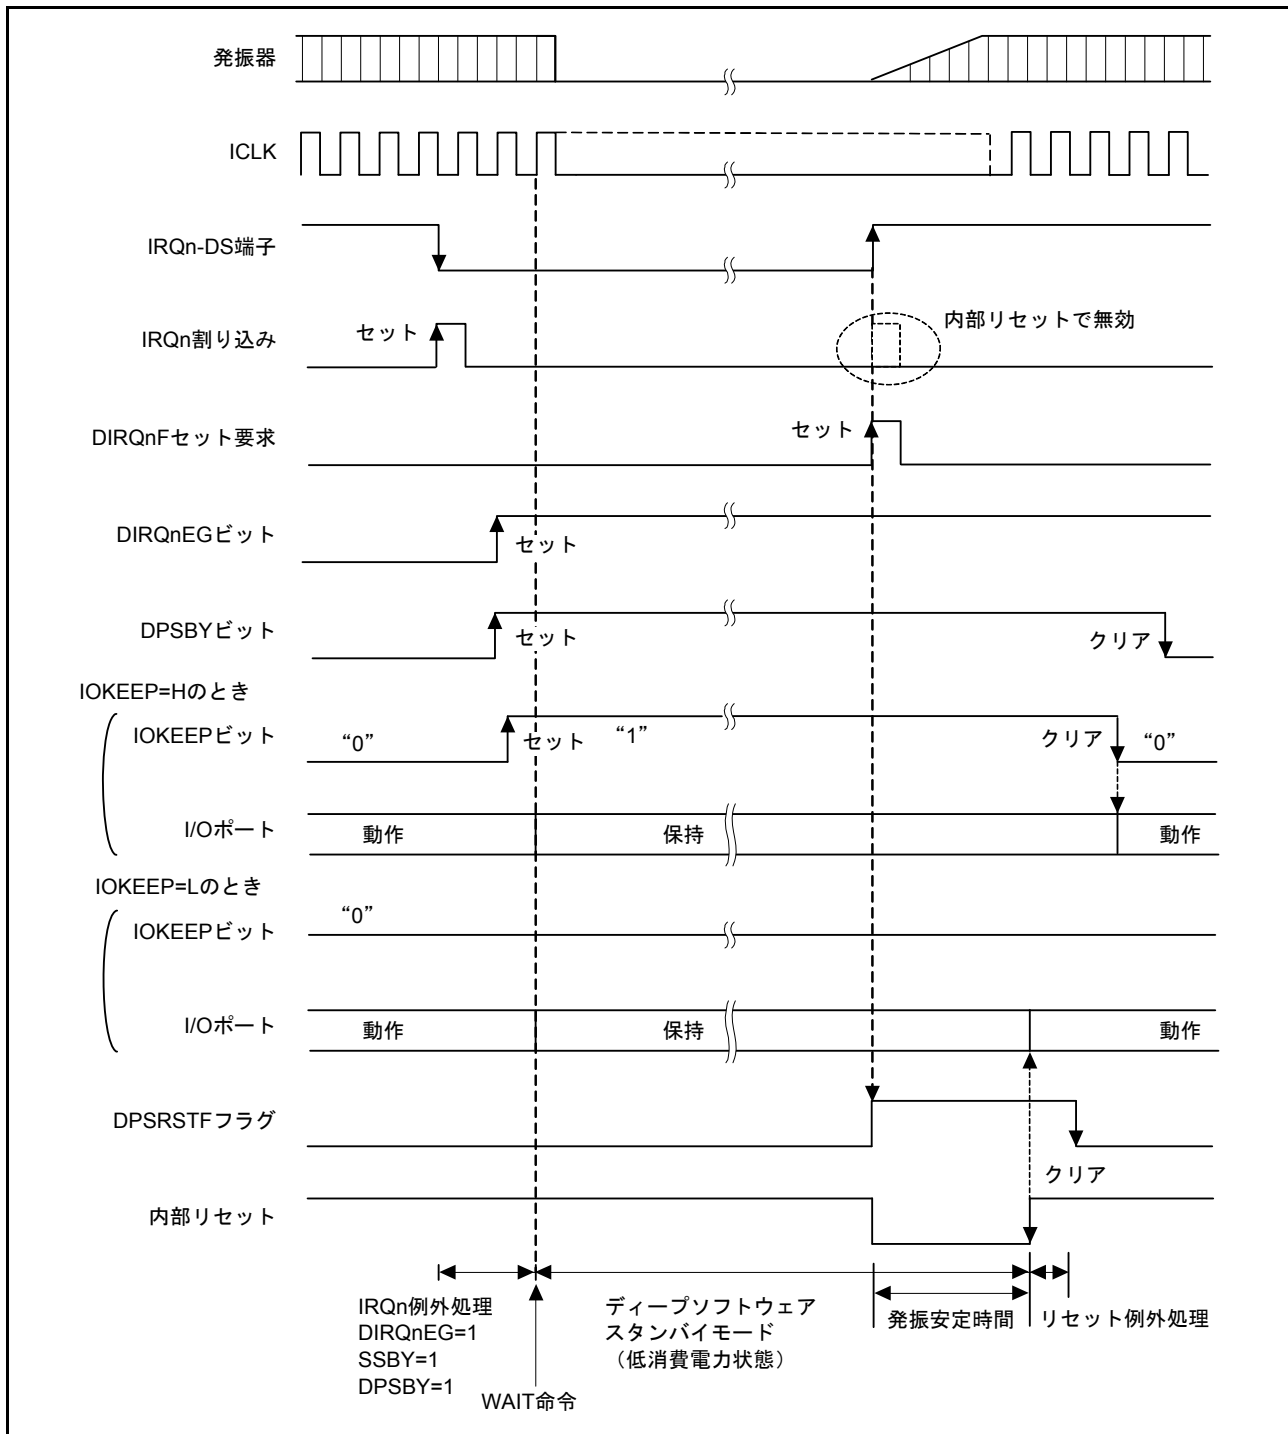 発振器
ICLK
IRQn-DS端子
IRQn割り込み
セット
内部リセットで無効
DIRQnFセット要求
セット
DIRQnEGビット
セット
DPSBYビット
セット
クリア
IOKEEP=Hのとき
IOKEEPビット
“0”
セット
“1”
クリア
“0”
I/Oポート
動作
保持
動作
IOKEEP=Lのとき
IOKEEPビット
“0”
I/Oポート
動作
保持
動作
DPSRSTFフラグ
クリア
内部リセット
IRQn例外処理
DIRQnEG=1
SSBY=1
DPSBY=1
WAIT命令
ディープソフトウェア
スタンバイモード
（低消費電力状態）
発振安定時間
リセット例外処理